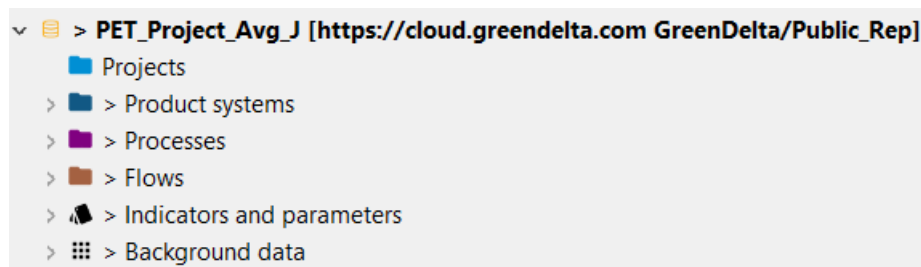 > PET_Project_Avg_J [https://cloud.greendelta.com GreenDelta/Public_Rep]
Projects
> Product systems
> Processes
> Flows
> Indicators and parameters
> Background data